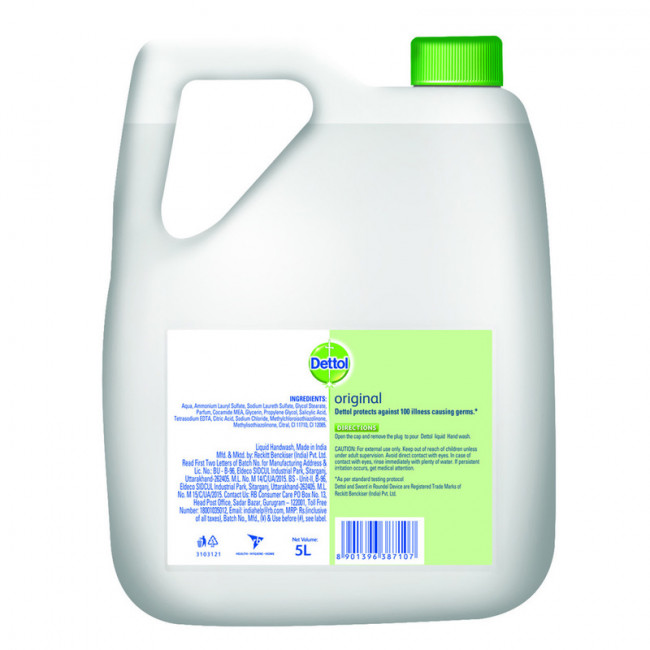 Dettol
INGREDIENTS:
Aqua, Ammonium Lauryl Sulfate, Sodium Laureth Sulfate, Glycol Stearate,
Parfum, Cocamide MEA, Glycerin, Propylene Glycol, Salicylic Acid,
Tetrasodium EDTA, Citric Acid, Sodium Chloride, Methylchloroisothiazolinone,
Methylisothiazolinone, Citral, CI 11710, CI 12085.
Liquid Handwash, Made in India
Mfd. & Mktd. by: Reckitt Benckiser (India) Pvt. Ltd.
Read First Two Letters of Batch No. for Manufacturing Address &
Lic. No.: BU - B-96, Eldeco SIDCUL Industrial Park, Sitarganj,
Uttarakhand-262405. M.L. No. M 14/C/UA/2015. BS - Unit-II, B-96,
Eldeco SIDCUL Industrial Park, Sitarganj, Uttarakhand-262405. M.L.
No. M 15/C/UA/2015. Contact Us: RB Consumer Care PO Box No. 13,
Head Post Office, Sadar Bazar, Gurugram – 122001, Toll Free
Number: 18001035012, Email: indiahelp@rb.com, MRP Rs.(inclusive
of all taxes), Batch No., Mfd., (X) & Use before (#), see label.
3103121
HEALTH • HYGIENE • HOME
Net Volume:
5L
original
Dettol protects against 100 illness causing germs.*
DIRECTIONS
Open the cap and remove the plug to pour Dettol liquid Hand wash.
CAUTION: For external use only. Keep out of reach of children unless
under adult supervision. Avoid direct contact with eyes. In case of
contact with eyes, rinse immediately with plenty of water. If persistent
irritation occurs, get medical attention.
*As per standard testing protocol
Dettol and Sword in Roundel Device are Registered Trade Marks of
Reckitt Benckiser (India) Pvt. Ltd.
8 901396 387107